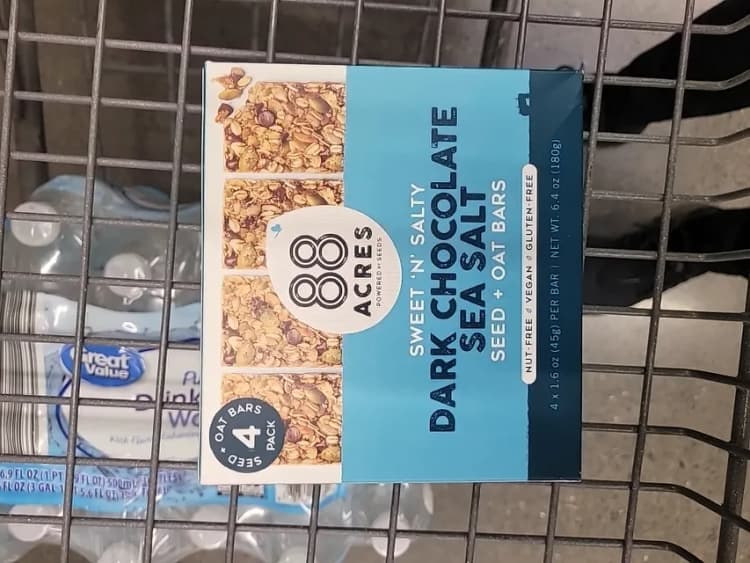 88
ACRES
POWERED BY SEEDS
SWEET 'N' SALTY
DARK CHOCOLATE
SEA SALT
SEED + OAT BARS
NUT-FREE VEGAN GLUTEN-FREE
4 x 1.6 oz (45g) PER BAR | NET WT. 6.4 oz (180g)
SEED + OAT BARS
4
PACK
Great
Value